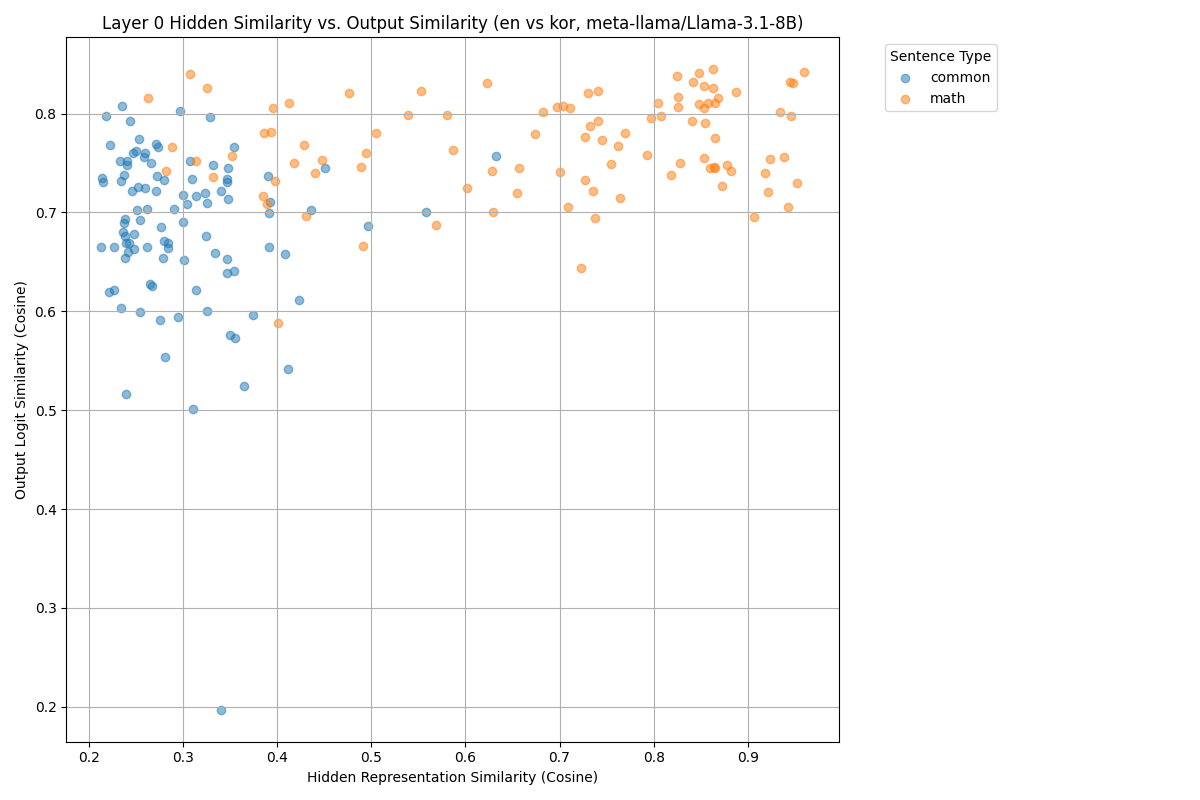 Layer 0 Hidden Similarity vs. Output Similarity (en vs kor, meta-llama/Llama-3.1-8B)
Sentence Type
common
math
Output Logit Similarity (Cosine)
0.8
0.7
0.6
0.5
0.4
0.3
0.2
0.2 0.3 0.4 0.5 0.6 0.7 0.8 0.9
Hidden Representation Similarity (Cosine)